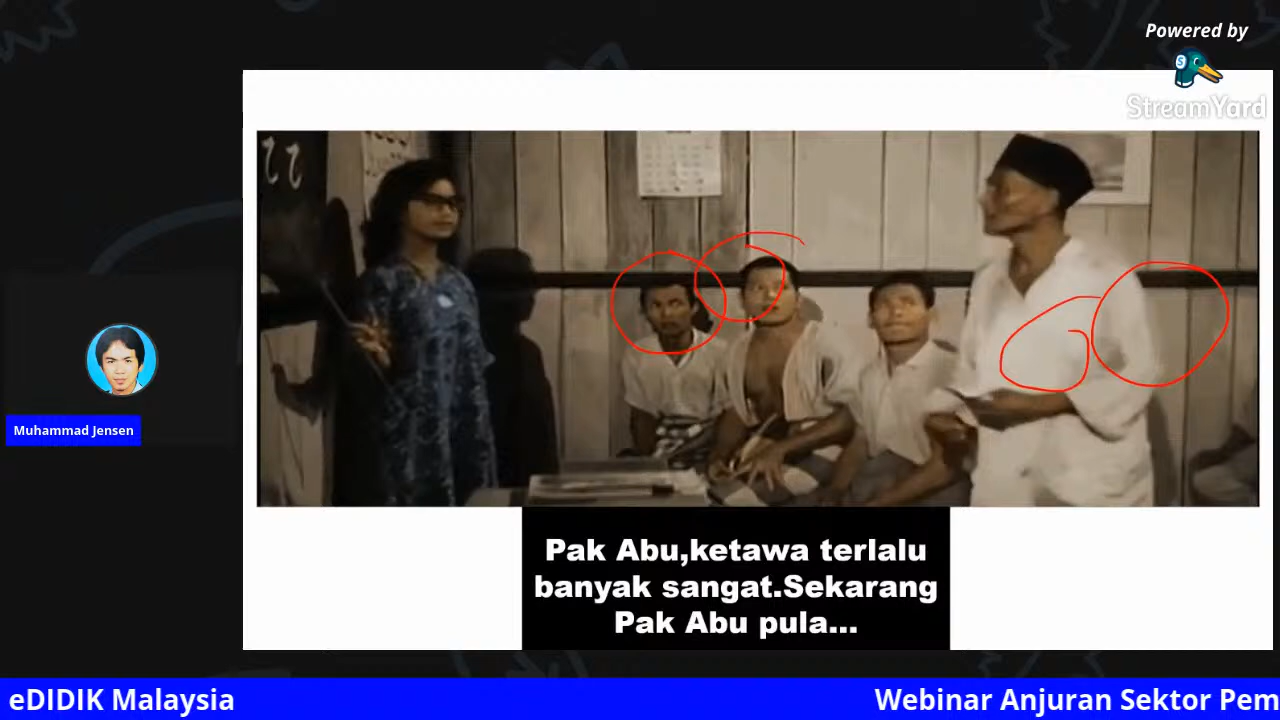 Powered by
StreamYard
Muhammad Jensen
Pak Abu,ketawa terlalu
banyak sangat.Sekarang
Pak Abu pula...
eDIDIK Malaysia
Webinar Anjuran Sektor Pem